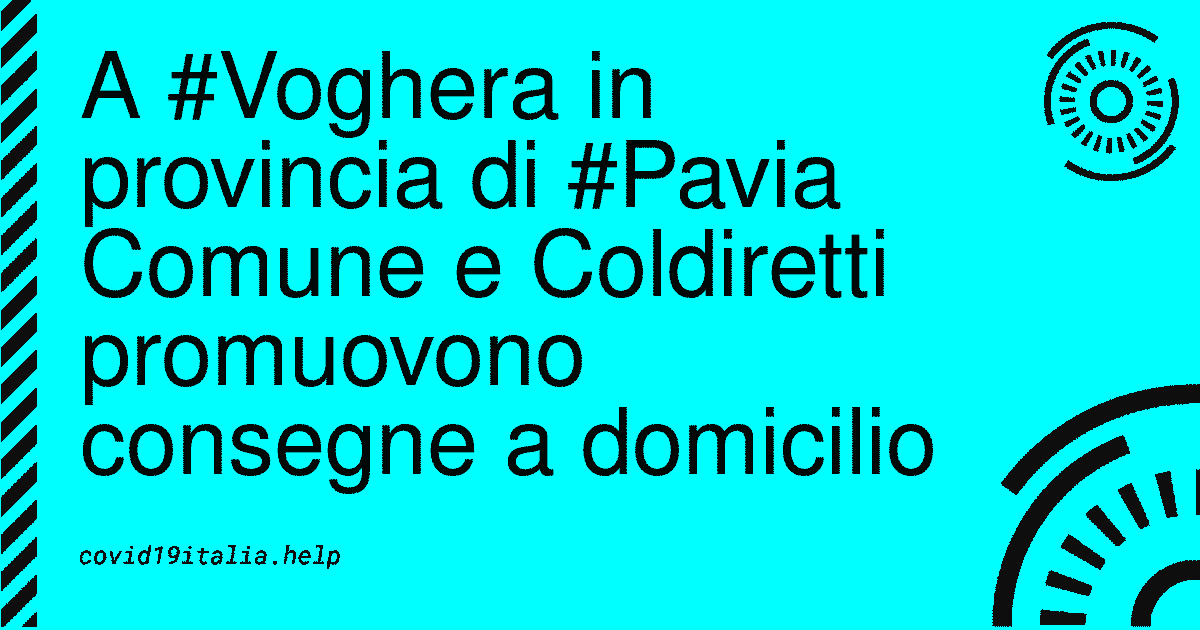 A #Voghera in
provincia di #Pavia
Comune e Coldiretti
promuovono
consegne a domicilio
covid19italia.help